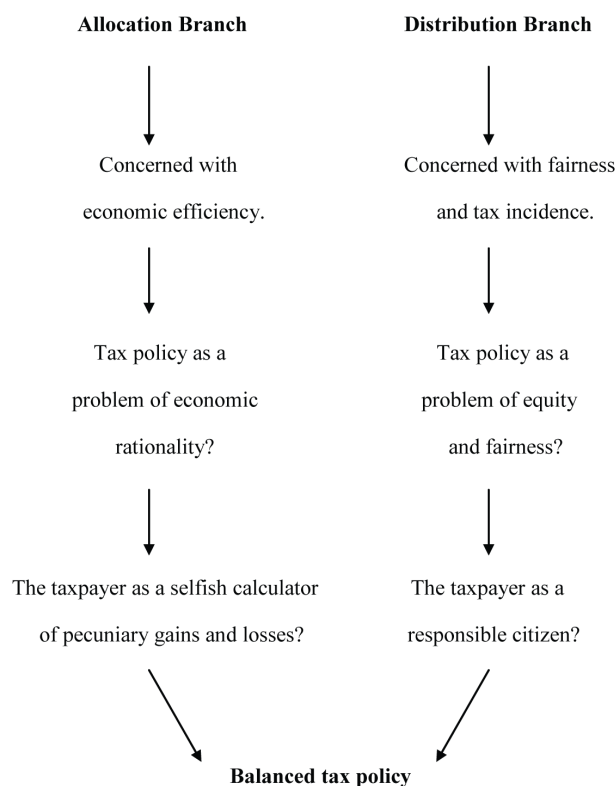 Allocation Branch
Distribution Branch
Concerned with
economic efficiency.
Concerned with fairness
and tax incidence.
Tax policy as a
problem of economic
rationality?
Tax policy as a
problem of equity
and fairness?
The taxpayer as a selfish calculator
of pecuniary gains and losses?
The taxpayer as a
responsible citizen?
Balanced tax policy